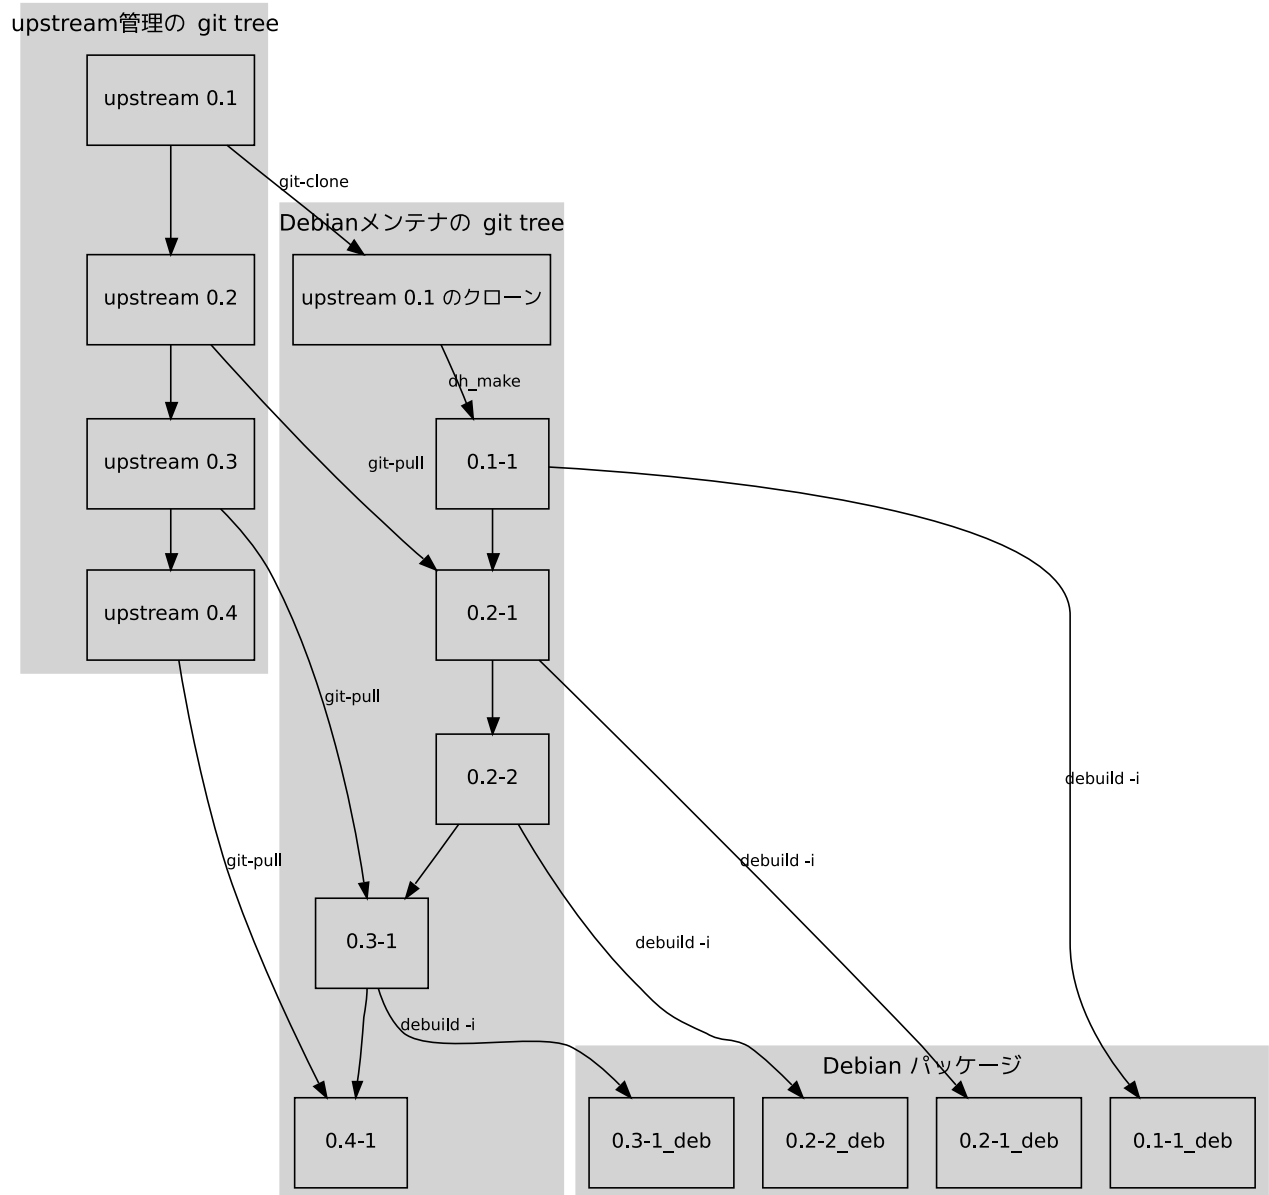 upstream管理の git tree
upstream 0.1
git-clone
Debianメンテナの git tree
upstream 0.2
upstream 0.1 のクローン
dh_make
upstream 0.3
git-pull
0.1-1
upstream 0.4
0.2-1
git-pull
0.2-2
debuild -i
git-pull
debuild -i
0.3-1
debuild -i
debuild -i
Debian パッケージ
0.4-1
0.3-1_deb
0.2-2_deb
0.2-1_deb
0.1-1_deb